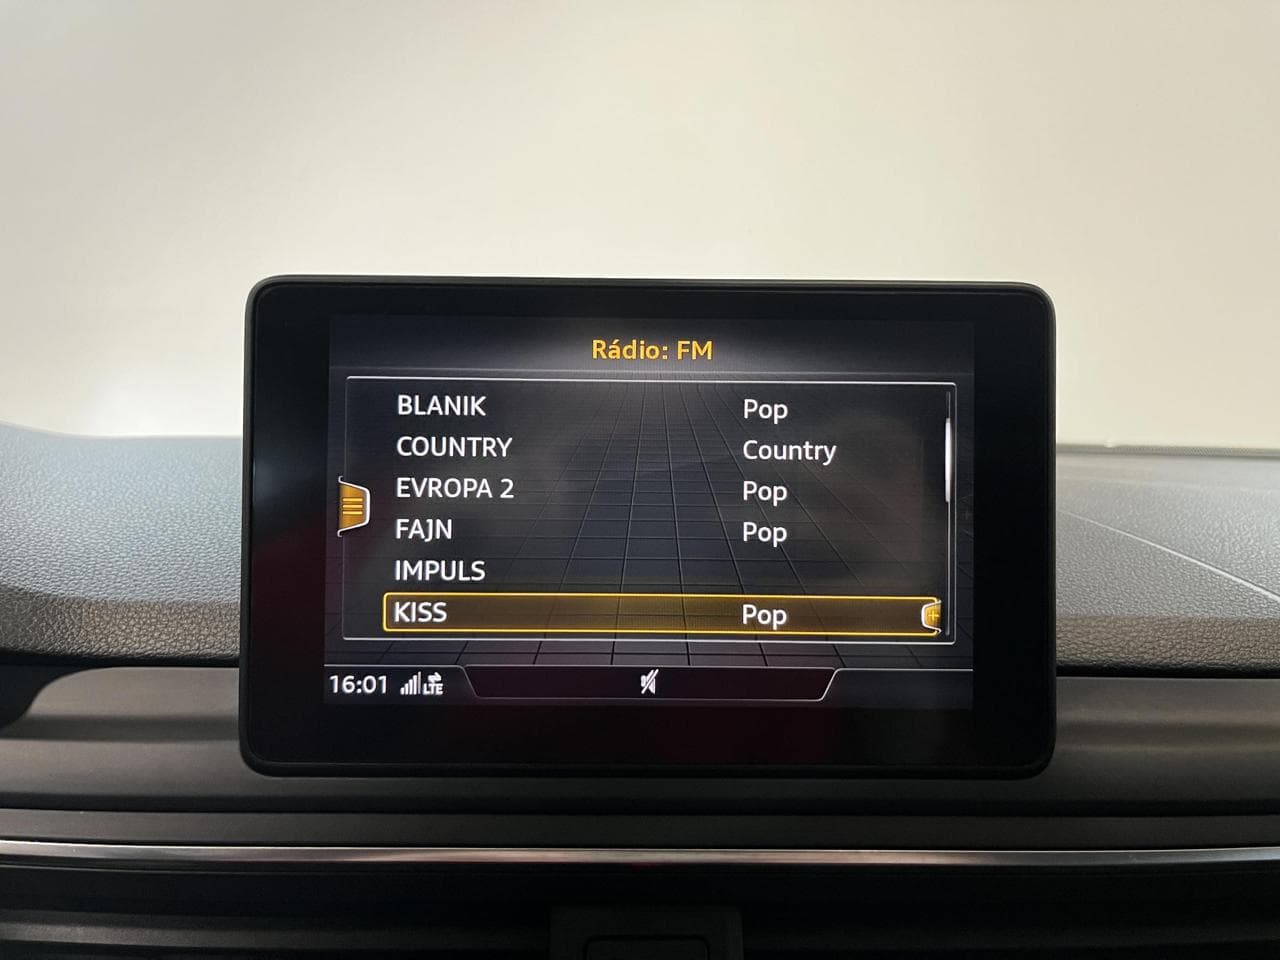 Rádio: FM
BLANIK Pop
COUNTRY Country
EVROPA 2 Pop
FAJN Pop
IMPULS
KISS Pop
16:01 LTE